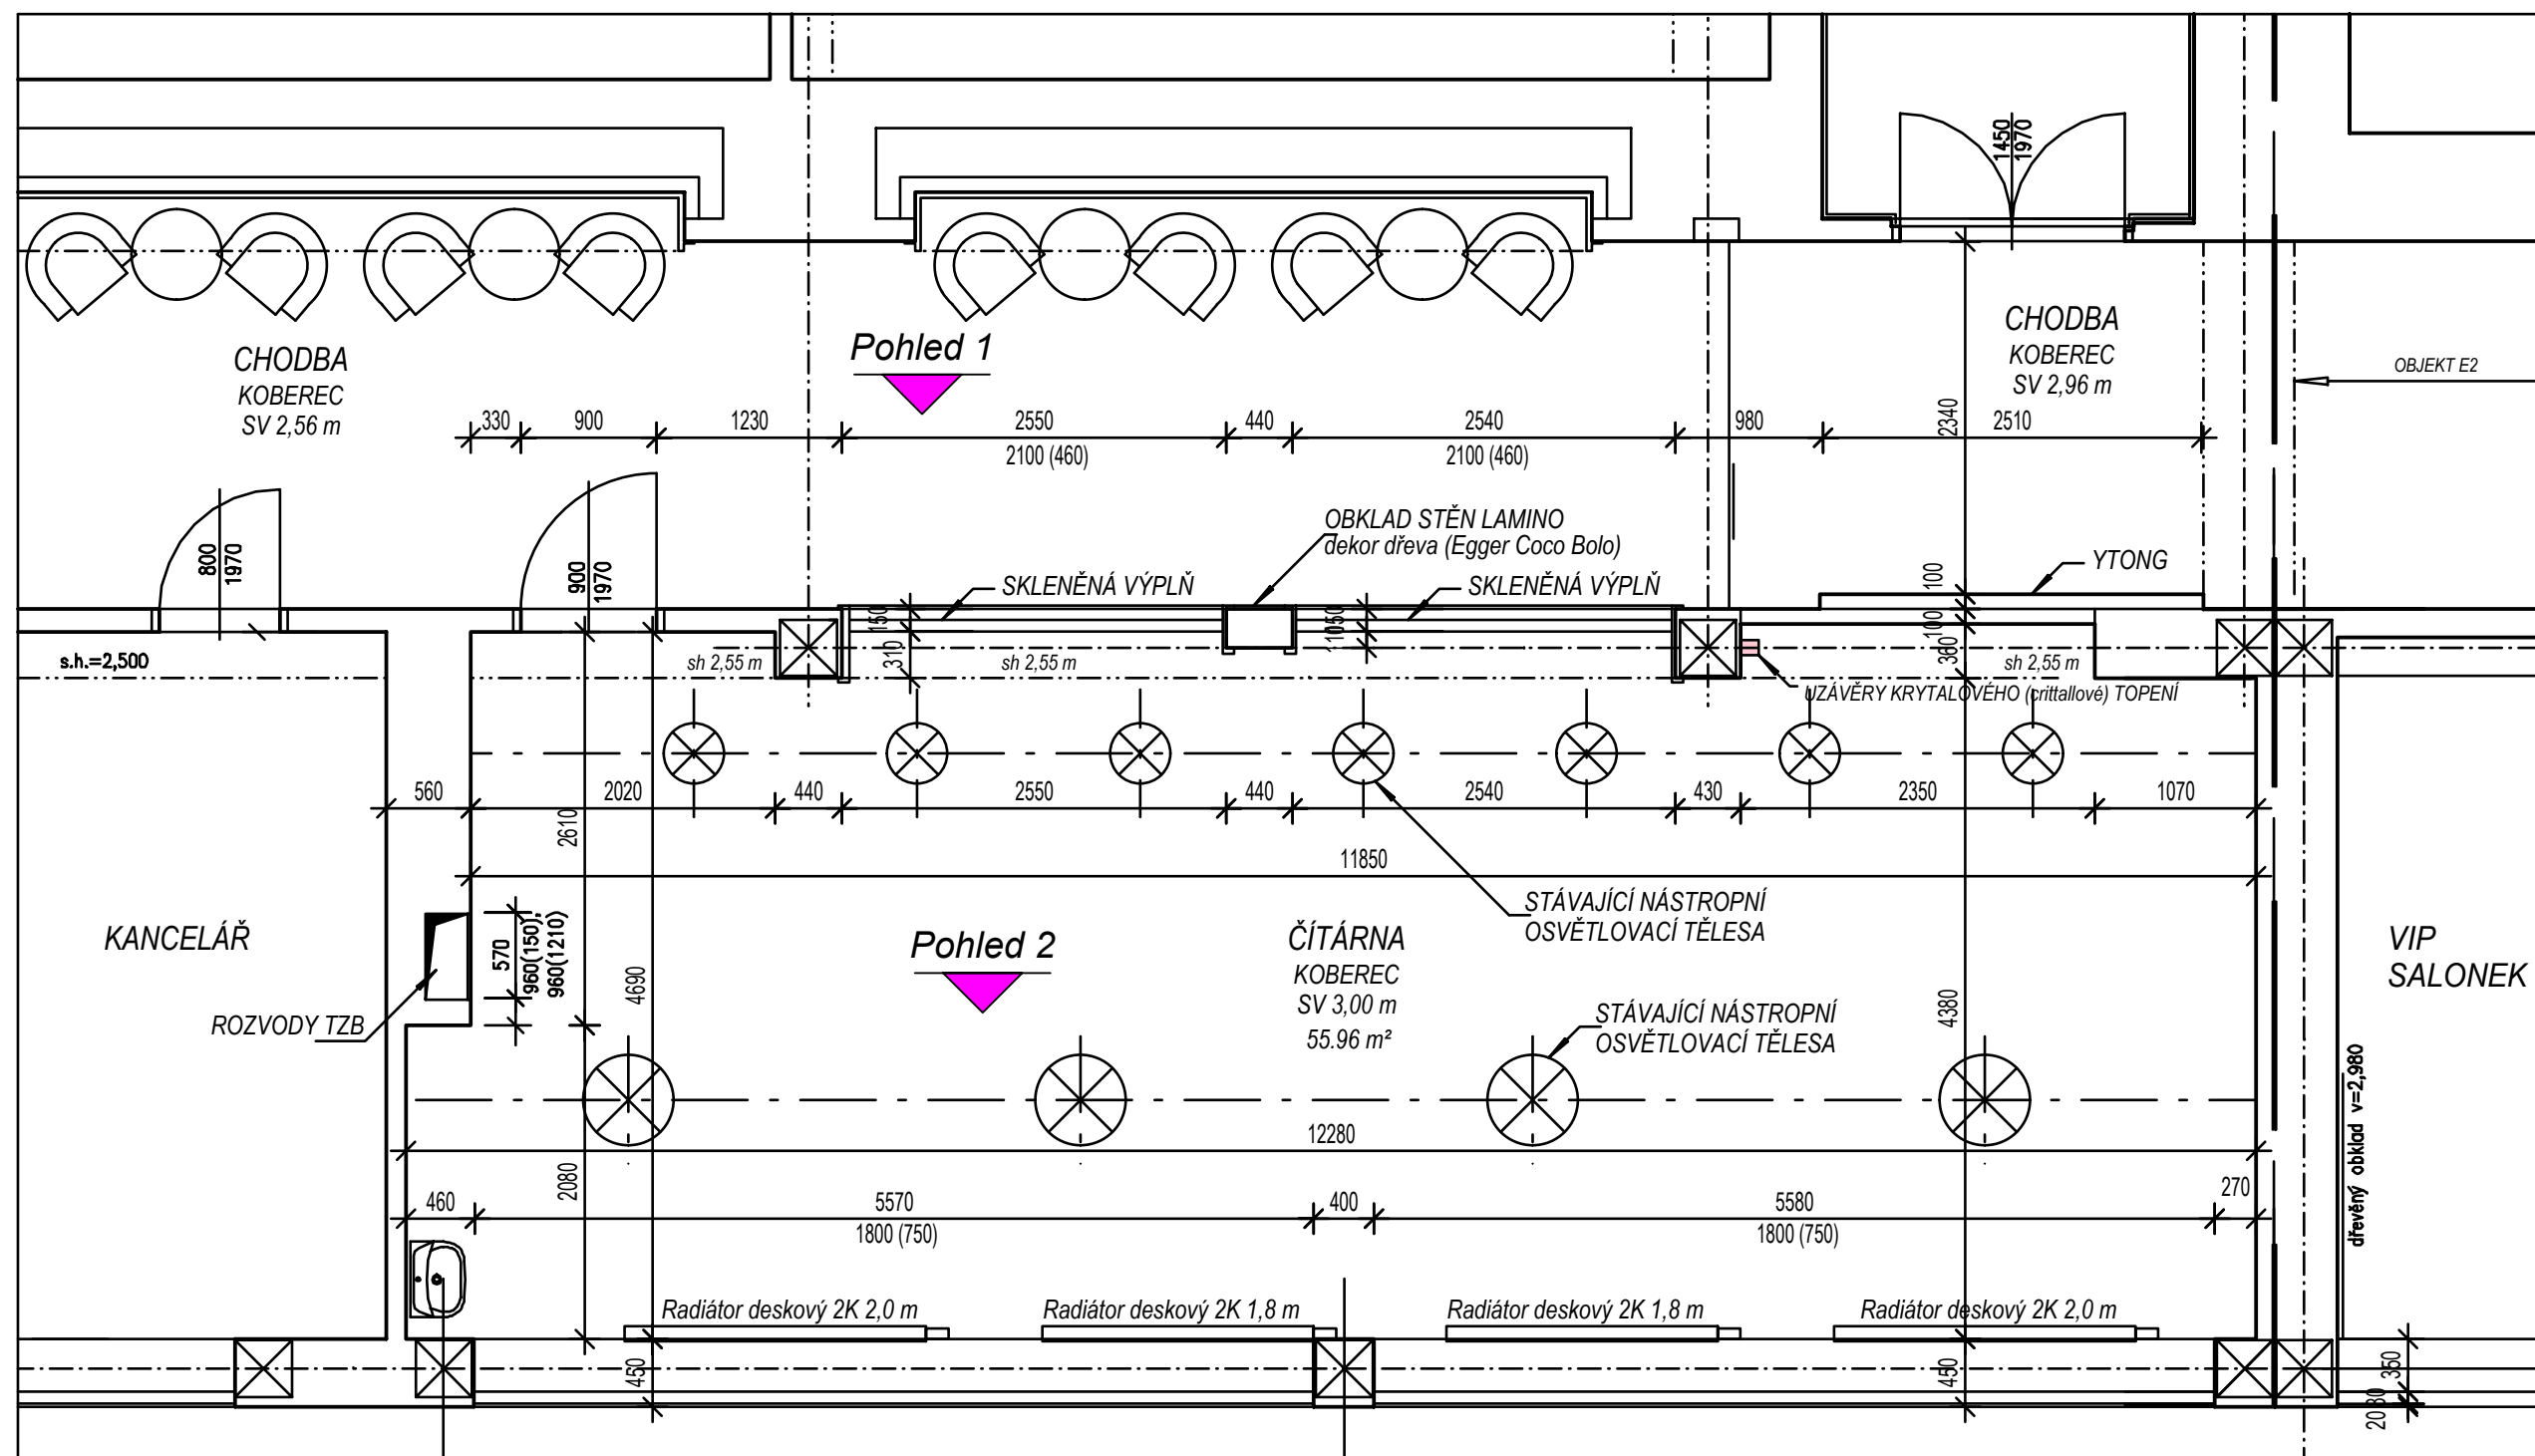 1450
1970
CHODBA
KOBEREC
SV 2,56 m
Pohled 1
CHODBA
KOBEREC
SV 2,96 m
OBJEKT E2
330
900
1230
2550
2100 (460)
440
2540
2100 (460)
980
2340
2510
800
1970
900
1970
OBKLAD STĚN LAMINO
dekor dřeva (Egger Coco Bolo)
SKLENĚNÁ VÝPLŇ
SKLENĚNÁ VÝPLŇ
YTONG
100
150
310
100
360
s.h.=2,500
sh 2,55 m
sh 2,55 m
sh 2,55 m
UZÁVĚRY KRYTALOVÉHO (crittallové) TOPENÍ
560
2020
440
2550
440
2540
430
2350
1070
2610
11850
KANCELÁŘ
570
960(150),
960(1210)
ROZVODY TZB
4690
Pohled 2
ČÍTÁRNA
KOBEREC
SV 3,00 m
55.96 m²
STÁVAJÍCÍ NÁSTROPNÍ
OSVĚTLOVACÍ TĚLESA
STÁVAJÍCÍ NÁSTROPNÍ
OSVĚTLOVACÍ TĚLESA
4380
VIP
SALONEK
dřevěný obklad v=2,980
12280
2080
460
5570
1800 (750)
400
5580
1800 (750)
270
Radiátor deskový 2K 2,0 m
Radiátor deskový 2K 1,8 m
Radiátor deskový 2K 1,8 m
Radiátor deskový 2K 2,0 m
450
450
350